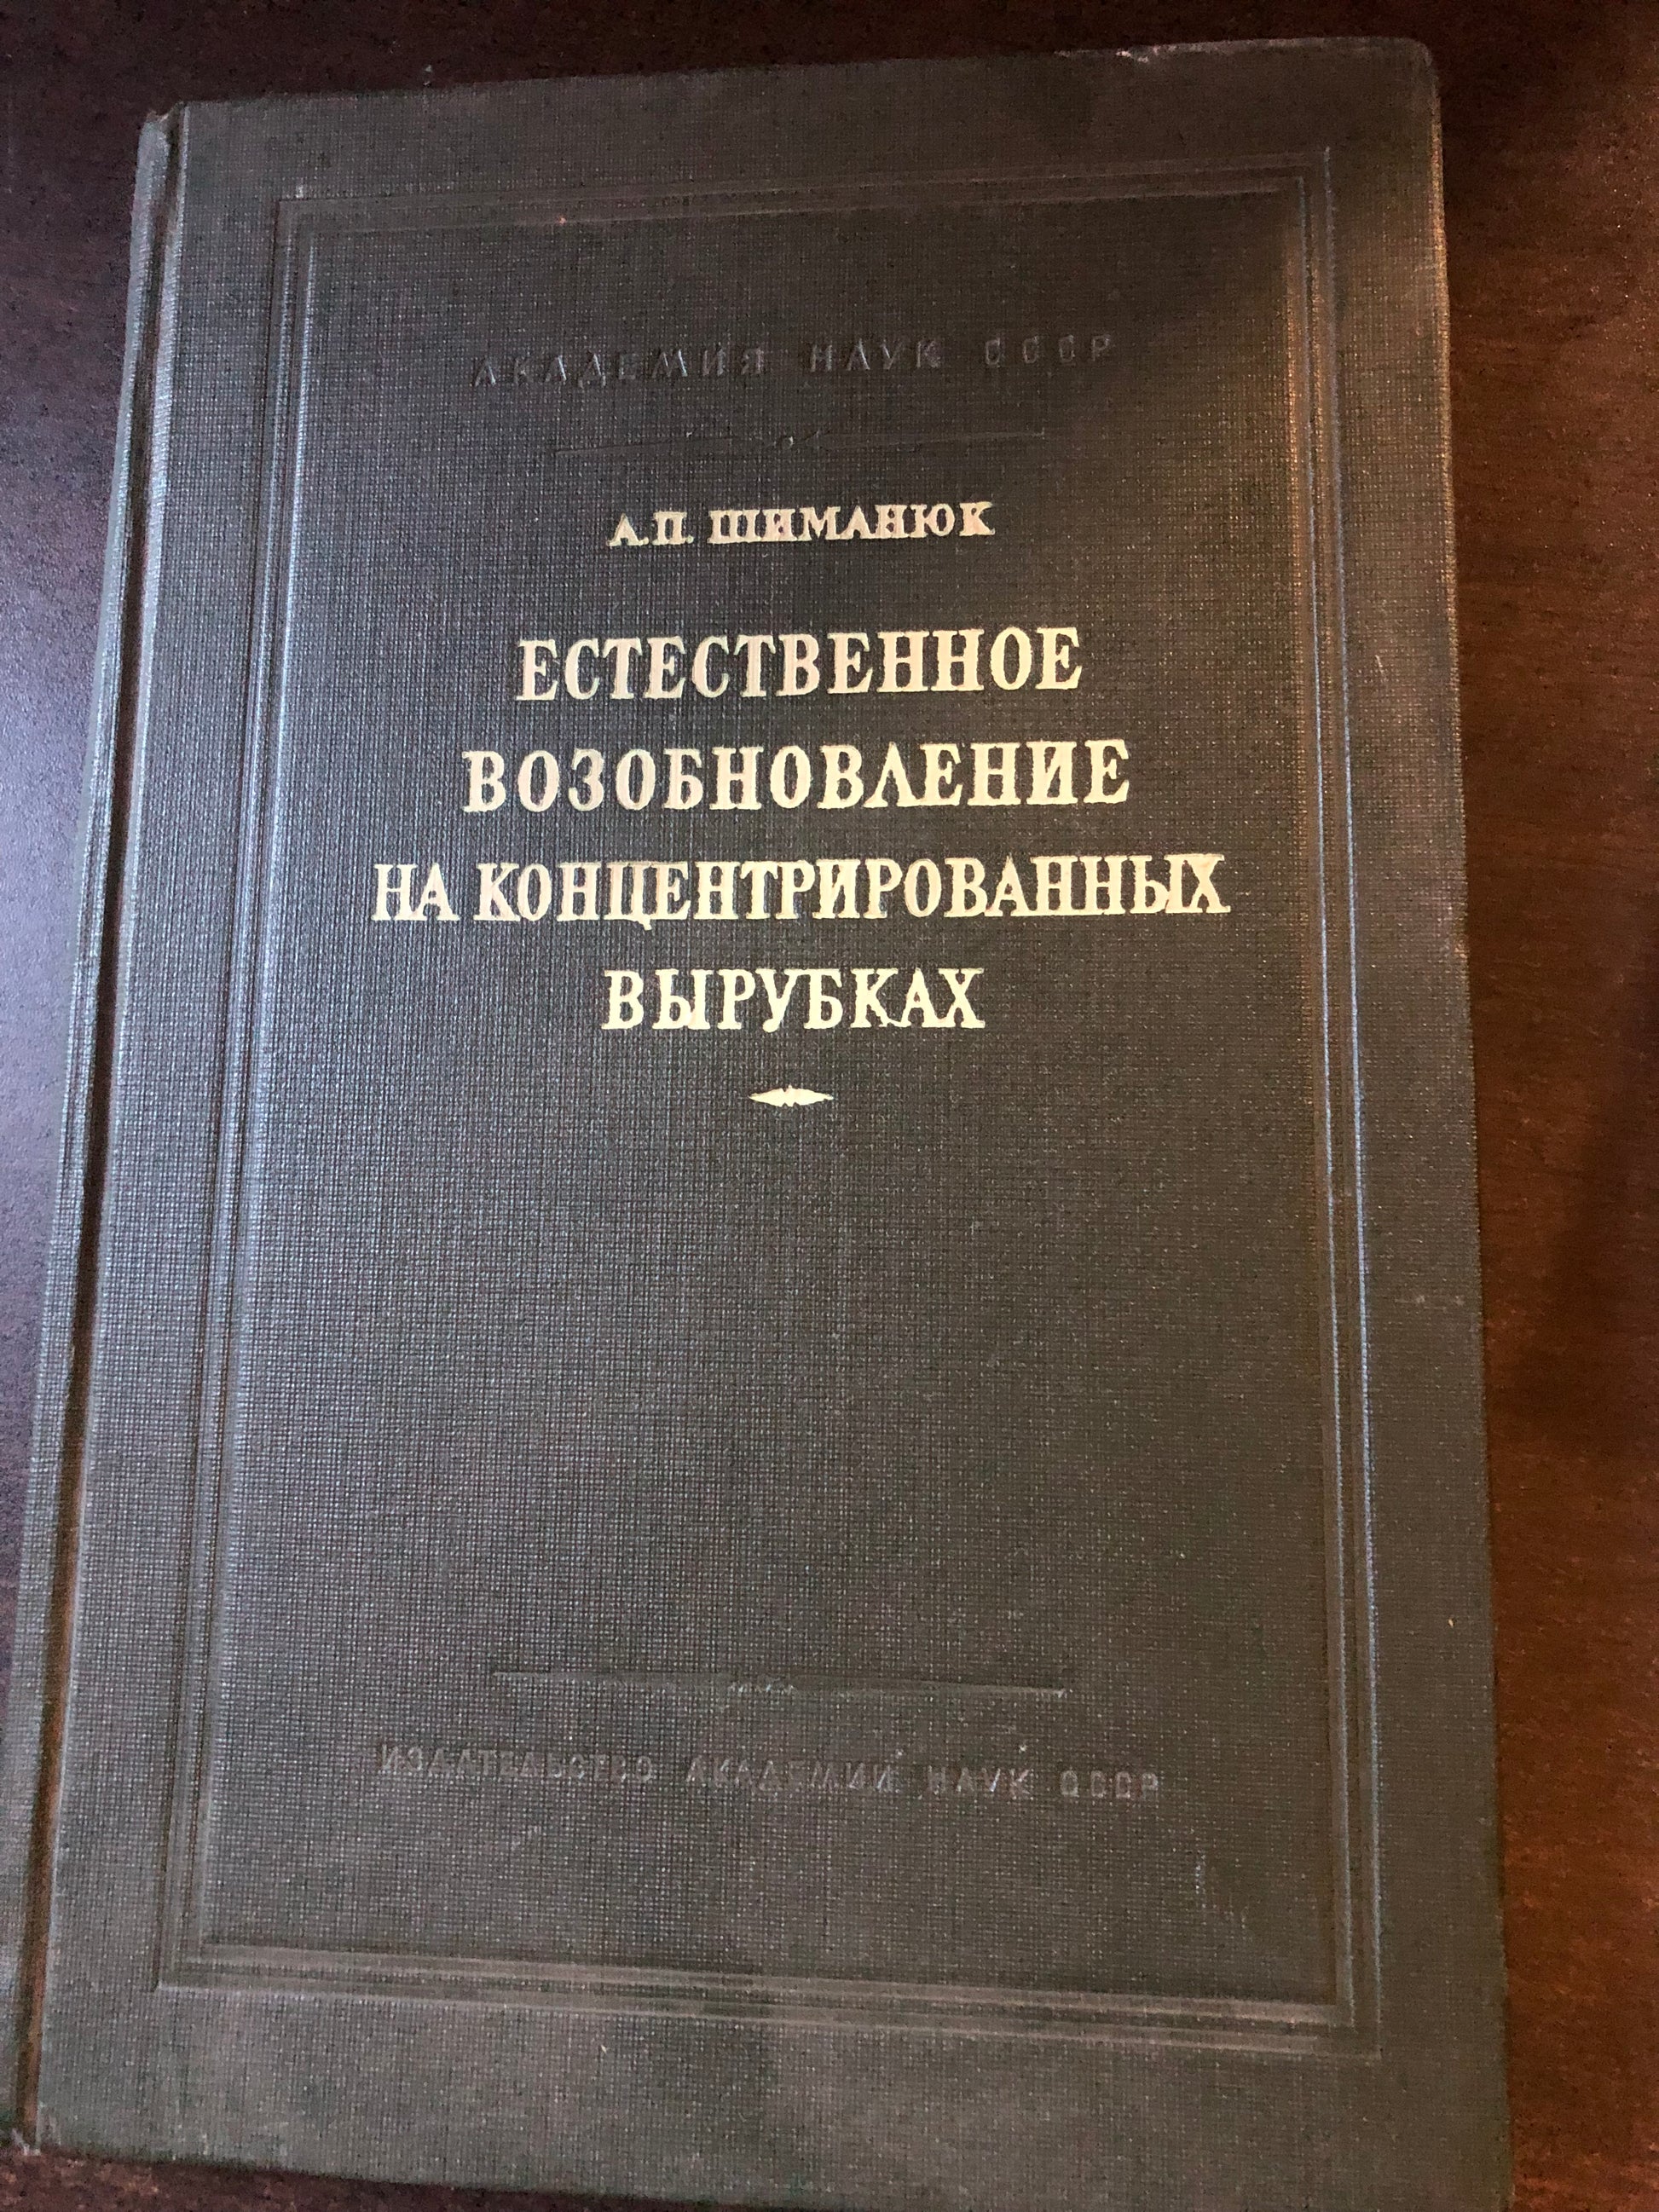 АКАДЕМИЯ НАУК СССР
А.П. ШИМАНЮК
ЕСТЕСТВЕННОЕ
ВОЗОБНОВЛЕНИЕ
НА КОНЦЕНТРИРОВАННЫХ
ВЫРУБКАХ
ИЗДАТЕЛЬСТВО АКАДЕМИИ НАУК СССР